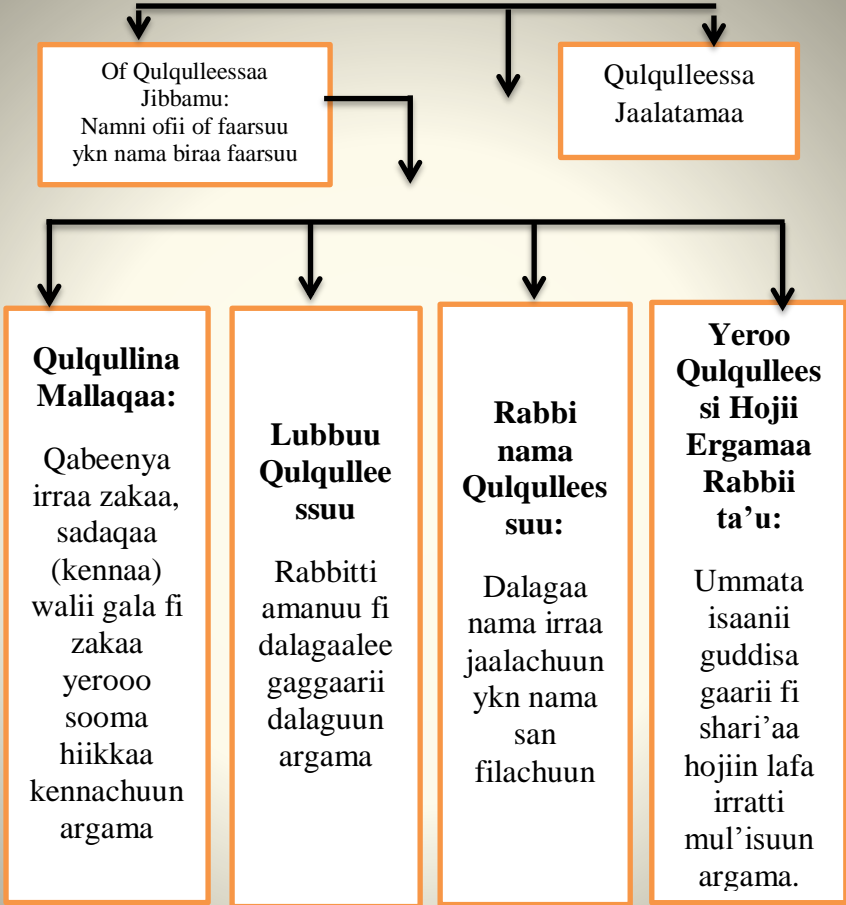 Of Qulqulleessaa
Jibbamu:
Namni ofii of faarsuu
ykn nama biraa faarsuu
Qulqulleessa
Jaalatamaa
Qulqullina
Mallaqaa:
Qabeenya
irraa zakaa,
sadaqaa
(kennaa)
walii gala fi
zakaa
yerooo
sooma
hiikkaa
kennachuun
argama
Lubbuu
Qulqullee
ssuu
Rabbitti
amanuu fi
dalagaalee
gaggaarii
dalaguun
argama
Rabbi
nama
Qulqullees
suu:
Dalagaa
nama irraa
jaalachuun
ykn nama
san
filachuun
Yeroo
Qulqullees
si Hojii
Ergamaa
Rabbii
ta’u:
Ummata
isaanii
guddisa
gaarii fi
shari’aa
hojiin lafa
irratti
mul’isuun
argama.